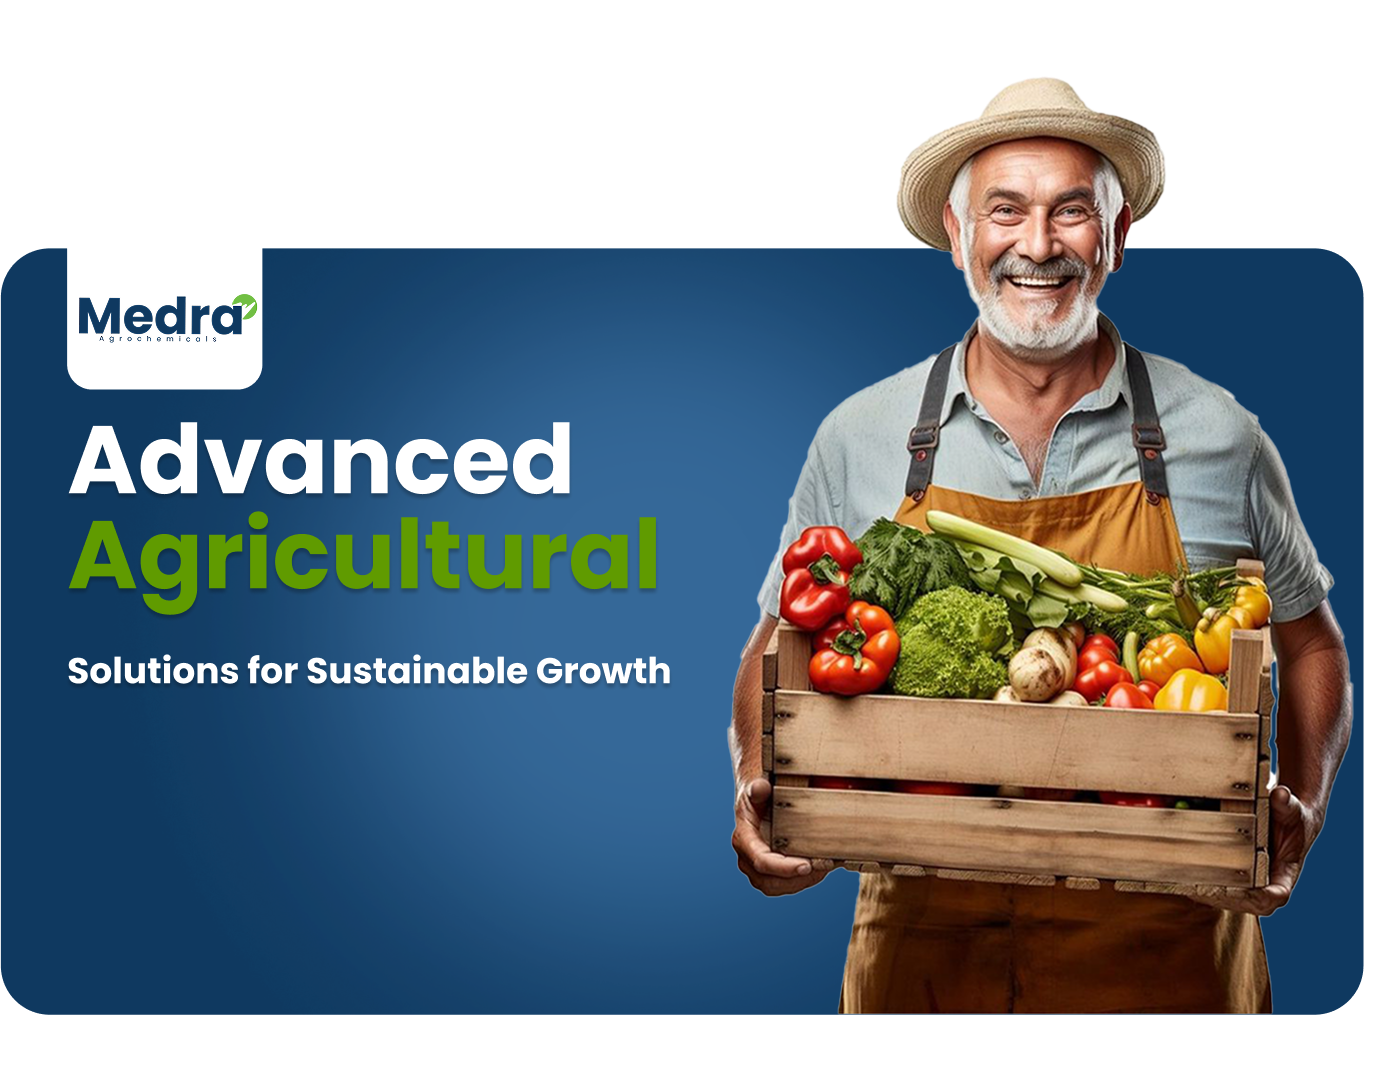 Medra
Agrochemicals
Advanced
Agricultural
Solutions for Sustainable Growth